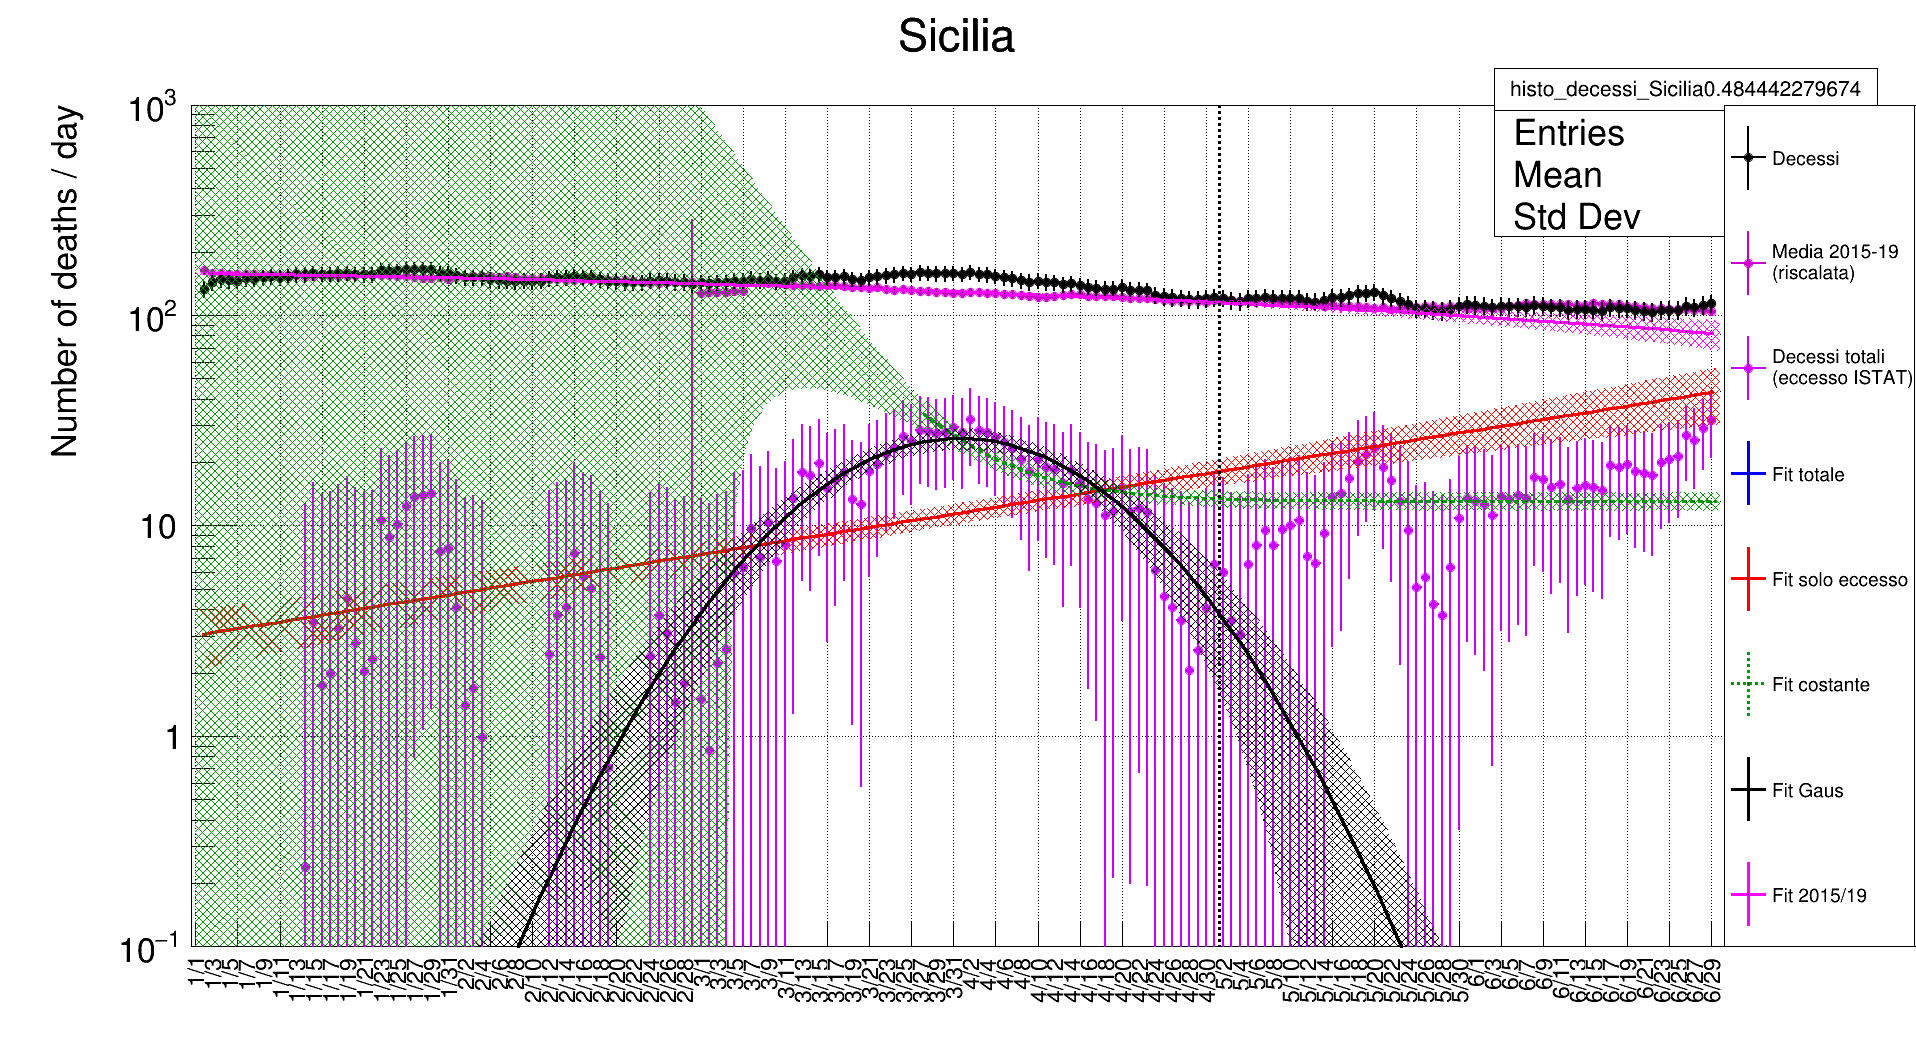 Sicilia
histo_decessi_Sicilia0.484442279674
Entries
Mean
Std Dev
Number of deaths / day
10³
10²
10
1
10⁻¹
Decessi
Media 2015-19
(riscalata)
Decessi totali
(eccesso ISTAT)
Fit totale
Fit solo eccesso
Fit costante
Fit Gaus
Fit 2015/19
1/1 1/3 1/5 1/7 1/9 1/11 1/13 1/15 1/17 1/19 1/21 1/23 1/25 1/27 1/29 1/31 2/2 2/4 2/6 2/8 2/10 2/12 2/14 2/16 2/18 2/20 2/22 2/24 2/26 2/28 3/1 3/3 3/5 3/7 3/9 3/11 3/13 3/15 3/17 3/19 3/21 3/23 3/25 3/27 3/29 3/31 4/2 4/4 4/6 4/8 4/10 4/12 4/14 4/16 4/18 4/20 4/22 4/24 4/26 4/28 4/30 5/2 5/4 5/6 5/8 5/10 5/12 5/14 5/16 5/18 5/20 5/22 5/24 5/26 5/28 5/30 6/1 6/3 6/5 6/7 6/9 6/11 6/13 6/15 6/17 6/19 6/21 6/23 6/25 6/27 6/29